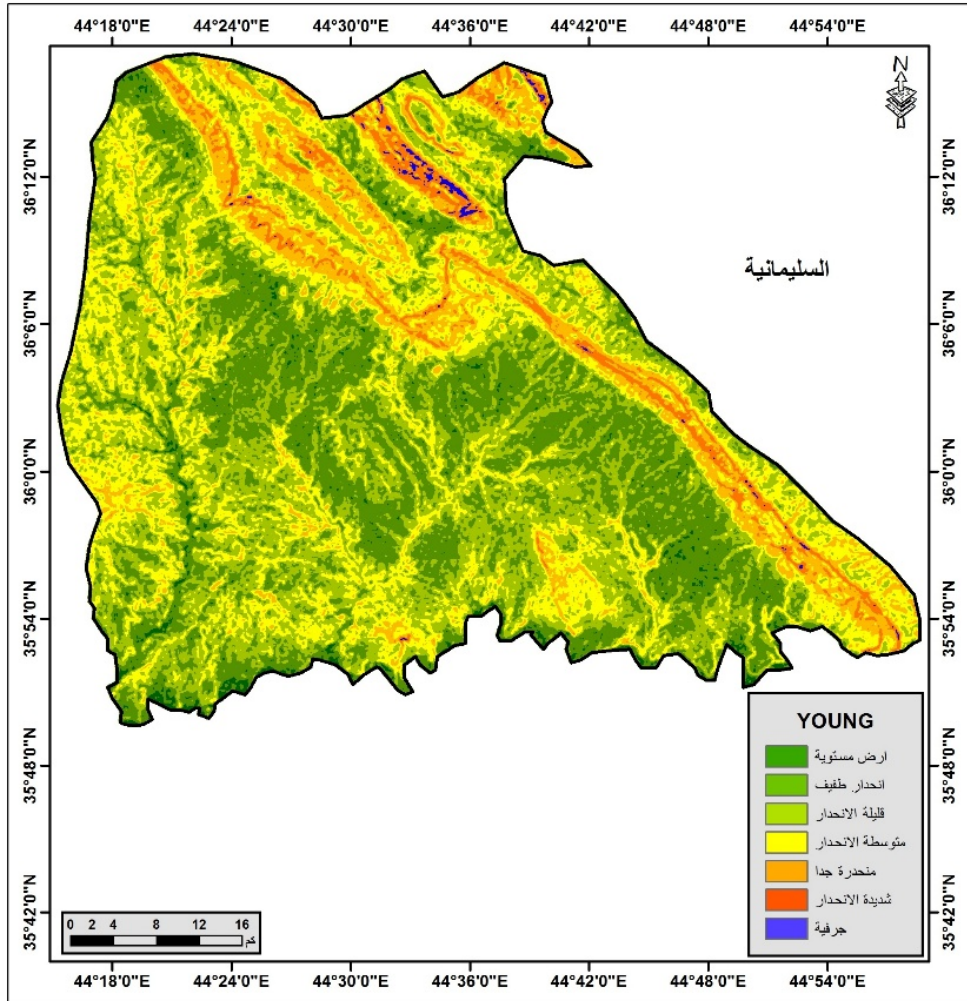 44°18'0"E 44°24'0"E 44°30'0"E 44°36'0"E 44°42'0"E 44°48'0"E 44°54'0"E
N
36°12'0"N 36°12'0"N
السليمانية
36°6'0"N 36°6'0"N
36°0'0"N 36°0'0"N
35°54'0"N 35°54'0"N
35°48'0"N 35°48'0"N
35°42'0"N 35°42'0"N
YOUNG
ارض مستوية
انحدار طفيف
قليلة الانحدار
متوسطة الانحدار
منحدرة جدا
شديدة الانحدار
جرفية
0 2 4 8 12 16
كم
44°18'0"E 44°24'0"E 44°30'0"E 44°36'0"E 44°42'0"E 44°48'0"E 44°54'0"E